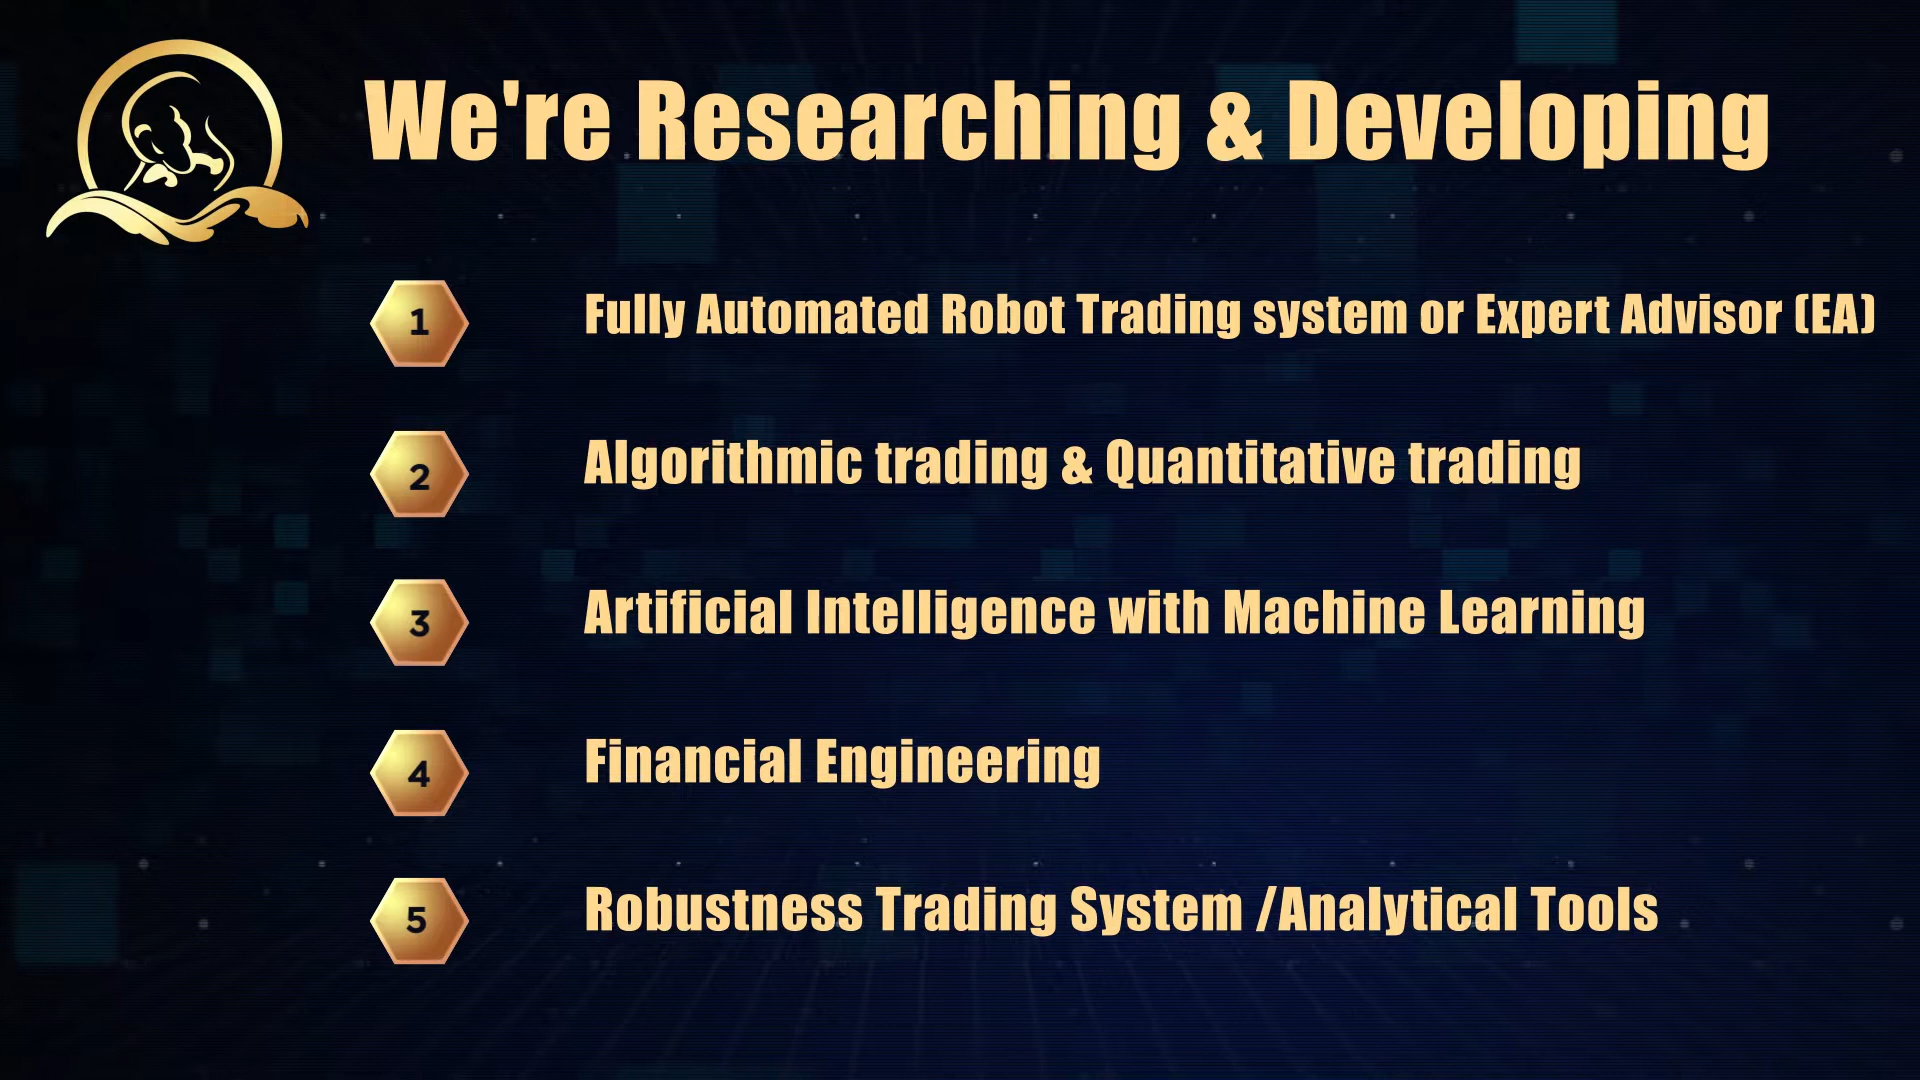 We're Researching & Developing
1 Fully Automated Robot Trading system or Expert Advisor (EA)
2 Algorithmic trading & Quantitative trading
3 Artificial Intelligence with Machine Learning
4 Financial Engineering
5 Robustness Trading System /Analytical Tools